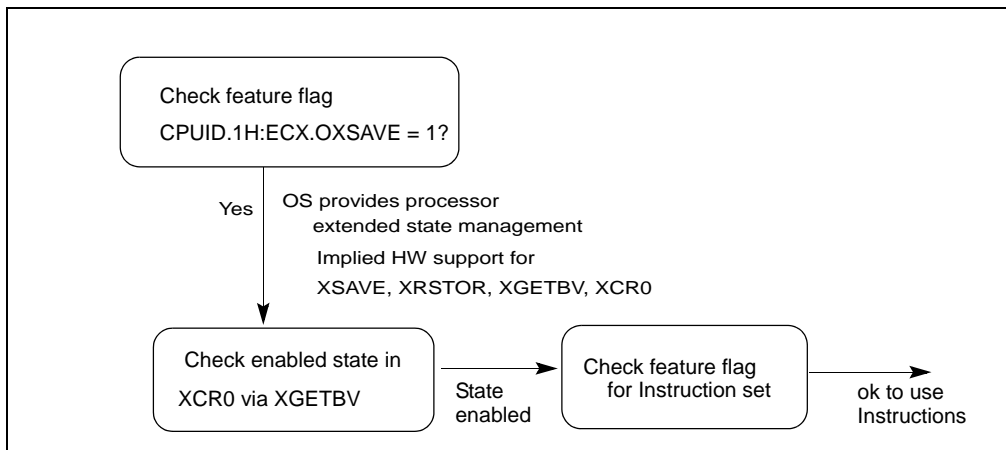 Check feature flag
CPUID.1H:ECX.OXSAVE = 1?
Yes
OS provides processor
extended state management
Implied HW support for
XSAVE, XRSTOR, XGETBV, XCR0
Check enabled state in
XCR0 via XGETBV
State
enabled
Check feature flag
for Instruction set
ok to use
Instructions